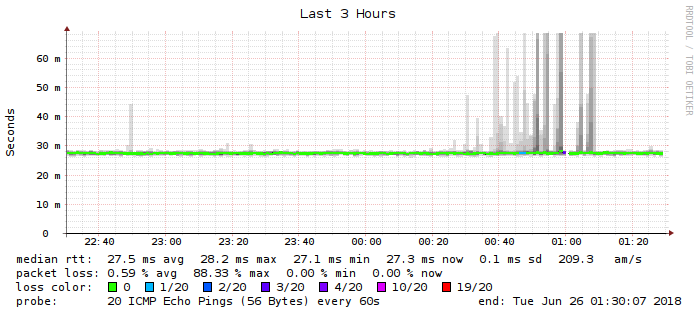 Last 3 Hours
RRDTOOL / TOBI OETIKER
Seconds
60 m
50 m
40 m
30 m
20 m
10 m
0
22:40 23:00 23:20 23:40 00:00 00:20 00:40 01:00 01:20
median rtt: 27.5 ms avg 28.2 ms max 27.1 ms min 27.3 ms now 0.1 ms sd 209.3 am/s
packet loss: 0.59 % avg 88.33 % max 0.00 % min 0.00 % now
loss color: 0 1/20 2/20 3/20 4/20 10/20 19/20
probe: 20 ICMP Echo Pings (56 Bytes) every 60s end: Tue Jun 26 01:30:07 2018